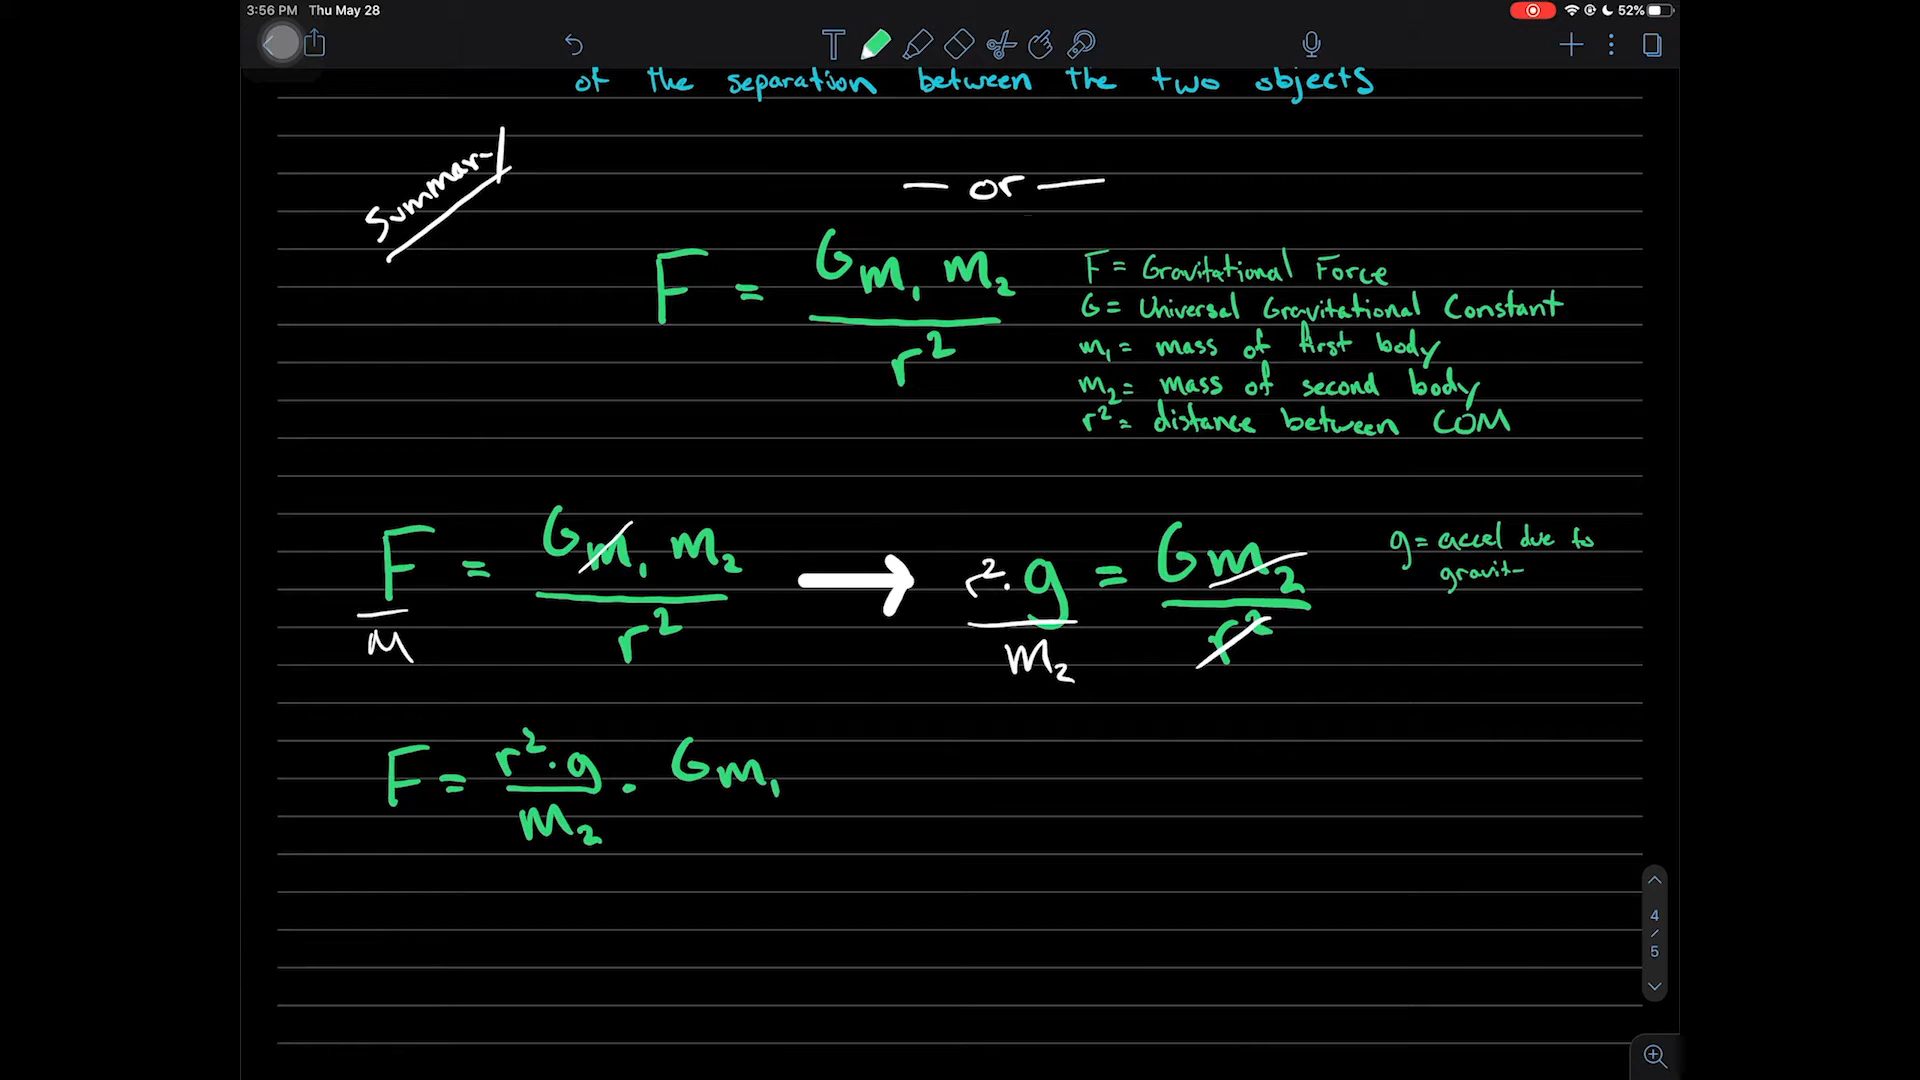 3:56 PM Thu May 28
52%
T
of the separation between the two objects
Summary
— or —
F = Gm₁ m₂ / r²
F = Gravitational Force
G = Universal Gravitational Constant
m₁ = mass of first body
m₂ = mass of second body
r² = distance between COM
F / M = Gm₁ m₂ / r²
r² · g / m₂ = Gm₂ / r²
g = accel due to
gravit
F = r² · g / m₂ · Gm₁
4
/
5